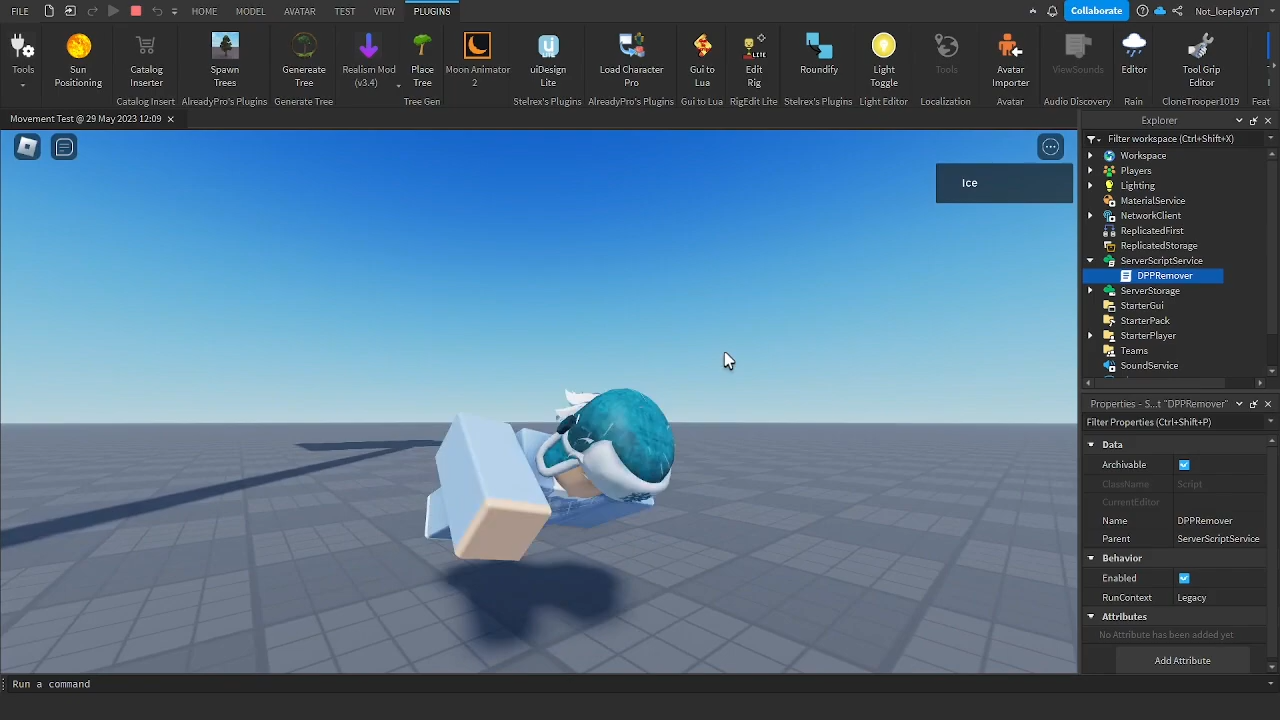 FILE HOME MODEL AVATAR TEST VIEW PLUGINS Collaborate Not_IceplayzYT
Tools
Sun Positioning
Catalog Inserter
Spawn Trees
Generate Tree
Realism Mod (v3.4)
Place Tree
Moon Animator 2
uiDesign Lite
Load Character Pro
Gui to Lua
Edit Rig
Roundify
Light Toggle
Tools
Avatar Importer
ViewSounds
Editor
Tool Grip Editor
Catalog Insert AlreadyPro's Plugins Generate Tree Tree Gen Stelrex's Plugins AlreadyPro's Plugins Gui to Lua RigEdit Lite Stelrex's Plugins Light Editor Localization Avatar Audio Discovery Rain CloneTrooper1019 Feat
Movement Test @ 29 May 2023 12:09
Ice
Explorer
Filter workspace (Ctrl+Shift+X)
Workspace
Players
Lighting
MaterialService
NetworkClient
ReplicatedFirst
ReplicatedStorage
ServerScriptService
DPPRemover
ServerStorage
StarterGui
StarterPack
StarterPlayer
Teams
SoundService
Properties - S...t "DPPRemover"
Filter Properties (Ctrl+Shift+P)
Data
Archivable
ClassName Script
CurrentEditor
Name DPPRemover
Parent ServerScriptService
Behavior
Enabled
RunContext Legacy
Attributes
No Attribute has been added yet
Add Attribute
Run a command